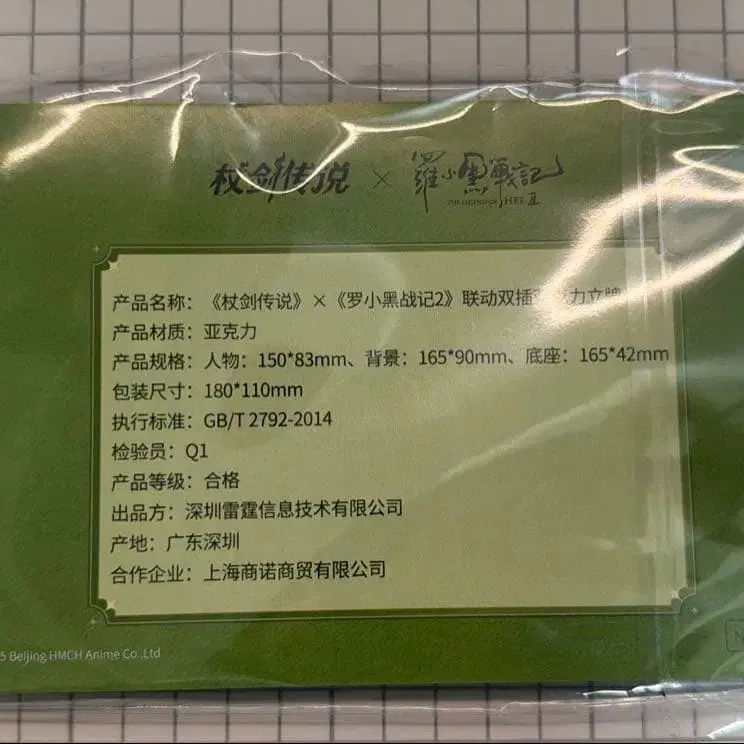 杖剑传说 × 羅小黑戰記
THE LEGEND OF HEI II
产品名称：《杖剑传说》×《罗小黑战记2》联动双插 力立牌
产品材质：亚克力
产品规格：人物：150*83mm、背景：165*90mm、底座：165*42mm
包装尺寸：180*110mm
执行标准：GB/T 2792-2014
检验员：Q1
产品等级：合格
出品方：深圳雷霆信息技术有限公司
产地：广东深圳
合作企业：上海商诺商贸有限公司
5 Beijing HMCH Anime Co.,Ltd